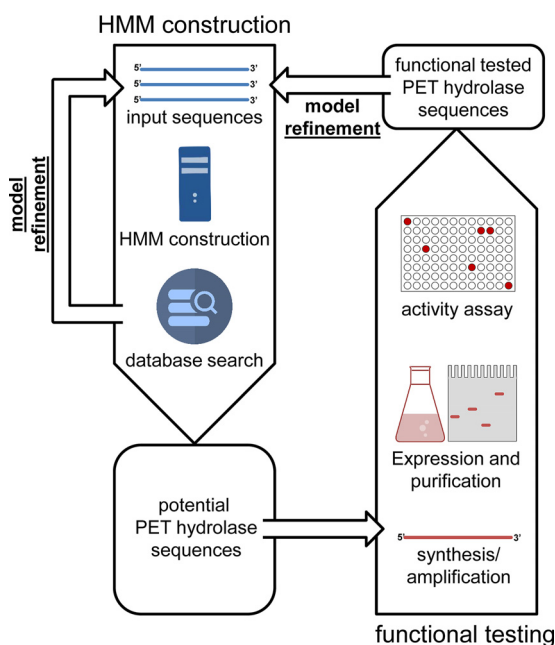 HMM construction
5' 3'
5' 3'
5' 3'
input sequences
HMM construction
database search
model
refinement
potential
PET hydrolase
sequences
functional tested
PET hydrolase
sequences
model
refinement
activity assay
Expression and
purification
5' 3'
synthesis/
amplification
functional testing